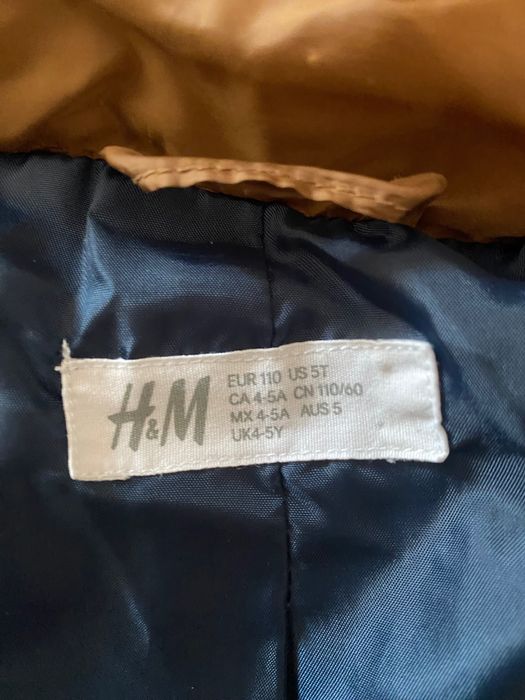 H&M
EUR 110 US 5T
CA 4-5A CN 110/60
MX 4-5A AUS 5
UK4-5Y